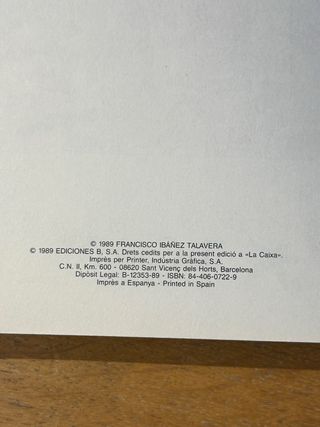 © 1989 FRANCISCO IBÁÑEZ TALAVERA
© 1989 EDICIONES B, S.A. Drets cedits per a la present edició a «La Caixa».
Imprès per Printer, Indústria Gràfica, S.A.
C.N. II, Km. 600 - 08620 Sant Vicenç dels Horts, Barcelona
Dipòsit Legal: B-12353-89 - ISBN: 84-406-0722-9
Imprès a Espanya - Printed in Spain